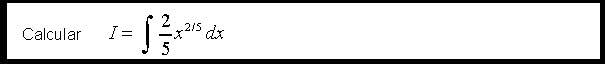 Calcular I = ∫ 2/5 x^{2/5} dx